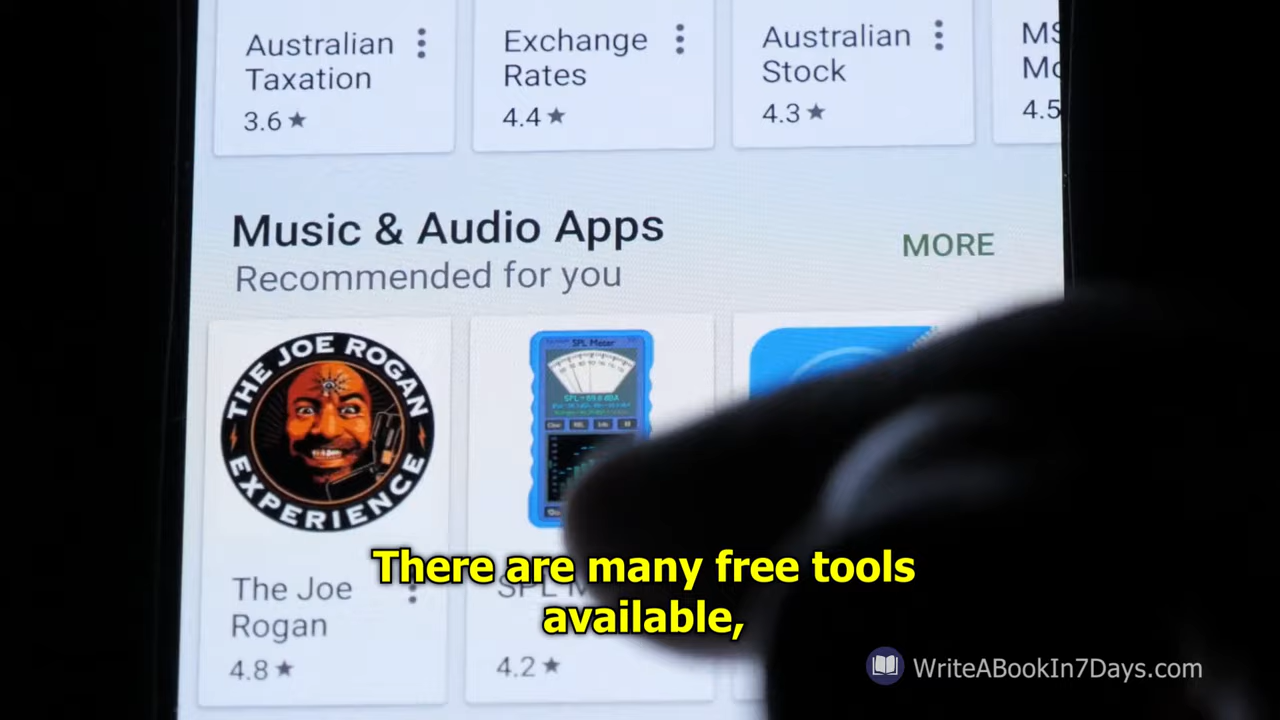 Australian
Taxation
3.6 ★
Exchange
Rates
4.4 ★
Australian
Stock
4.3 ★
4.5
Music & Audio Apps
Recommended for you
MORE
THE JOE ROGAN
EXPERIENCE
SPL Meter
The Joe
Rogan
4.8 ★
SPL
4.2 ★
There are many free tools
available,
WriteABookIn7Days.com